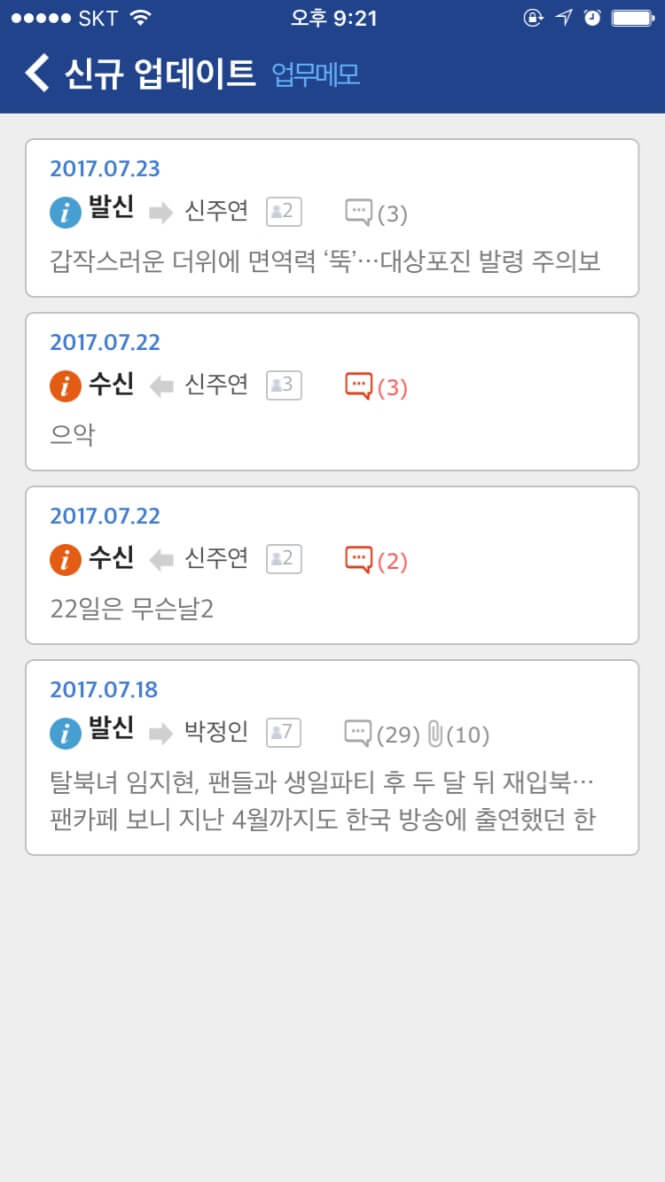 SKT 오후 9:21
신규 업데이트 업무메모
2017.07.23
발신 신주연 2 (3)
갑작스러운 더위에 면역력 ‘뚝’…대상포진 발령 주의보
2017.07.22
수신 신주연 3 (3)
으악
2017.07.22
수신 신주연 2 (2)
22일은 무슨날2
2017.07.18
발신 박정인 7 (29) (10)
탈북녀 임지현, 팬들과 생일파티 후 두 달 뒤 재입북…
팬카페 보니 지난 4월까지도 한국 방송에 출연했던 한